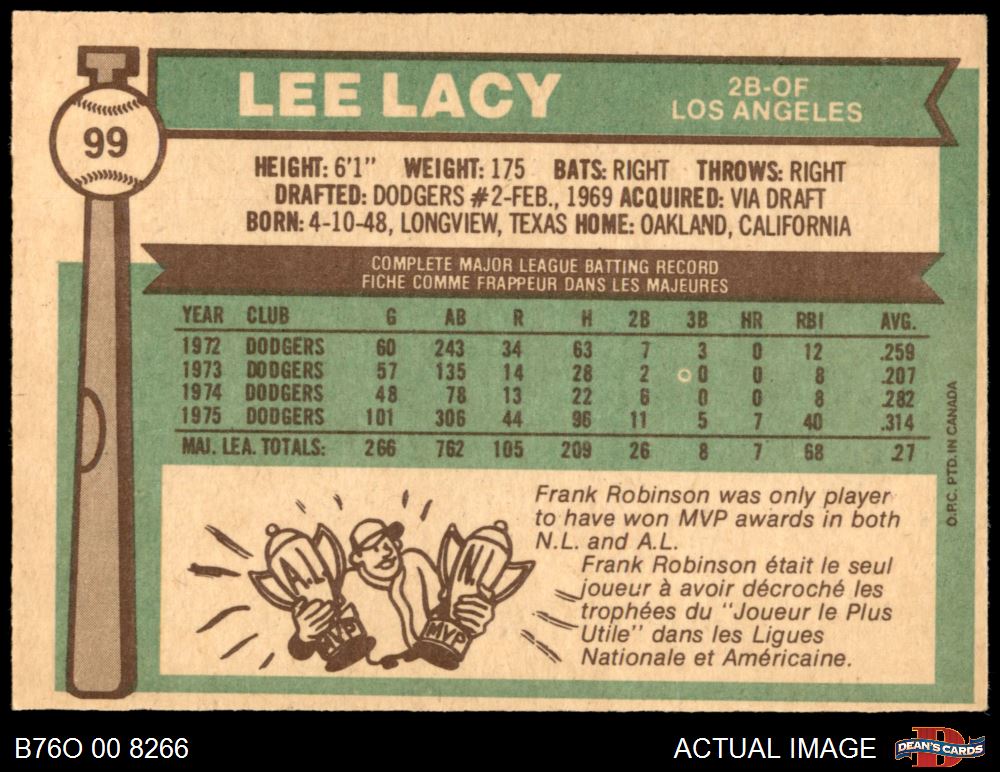 99
LEE LACY
2B-OF
LOS ANGELES
HEIGHT: 6'1" WEIGHT: 175 BATS: RIGHT THROWS: RIGHT
DRAFTED: DODGERS #2-FEB., 1969 ACQUIRED: VIA DRAFT
BORN: 4-10-48, LONGVIEW, TEXAS HOME: OAKLAND, CALIFORNIA
COMPLETE MAJOR LEAGUE BATTING RECORD
FICHE COMME FRAPPEUR DANS LES MAJEURES
YEAR CLUB G AB R H 2B 3B HR RBI AVG.
1972 DODGERS 60 243 34 63 7 3 0 12 .259
1973 DODGERS 57 135 14 28 2 0 0 8 .207
1974 DODGERS 48 78 13 22 6 0 0 8 .282
1975 DODGERS 101 306 44 96 11 5 7 40 .314
MAJ. LEA. TOTALS: 266 762 105 209 26 8 7 68 .27
Frank Robinson was only player
to have won MVP awards in both
N.L. and A.L.
Frank Robinson était le seul
joueur à avoir décroché les
trophées du "Joueur le Plus
Utile" dans les Ligues
Nationale et Américaine.
A.L.
N.L.
MVP
MVP
O.P.C. PTD. IN CANADA
B76O 00 8266
ACTUAL IMAGE
D
DEAN'S CARDS